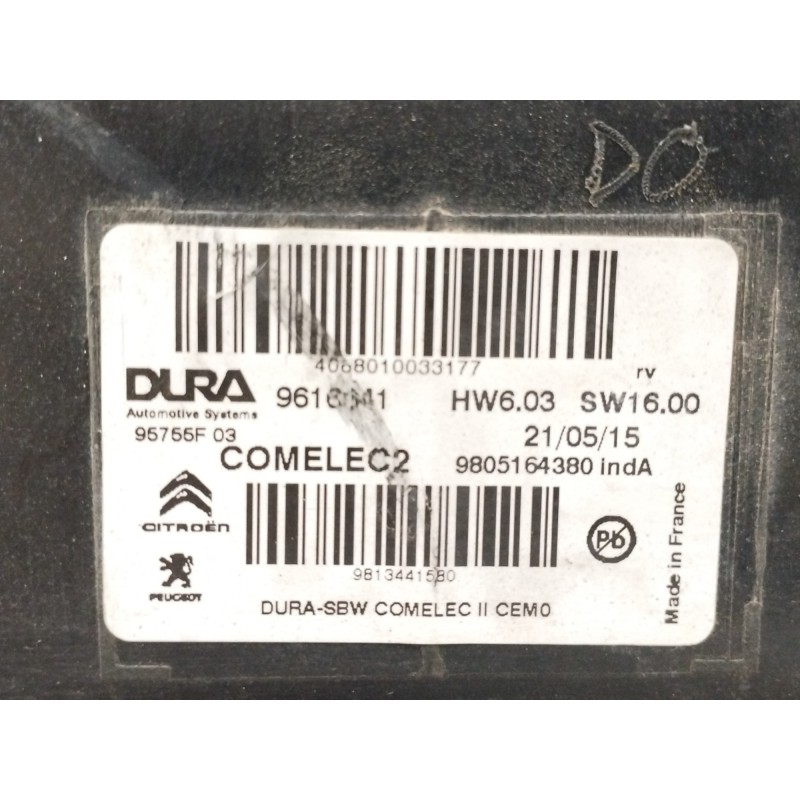 DO
4068010033177
rv
DURA
Automotive Systems
HW6.03 SW16.00
95755F 03
21/05/15
COMELEC2
9805164380 indA
CITROËN
Pb
9813441580
PEUGEOT
DURA-SBW COMELEC II CEM0
Made in France